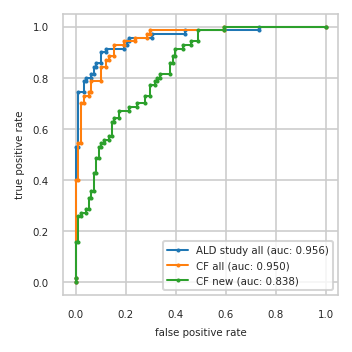 1.0
0.8
0.6
0.4
0.2
0.0
true positive rate
ALD study all (auc: 0.956)
CF all (auc: 0.950)
CF new (auc: 0.838)
0.0 0.2 0.4 0.6 0.8 1.0
false positive rate